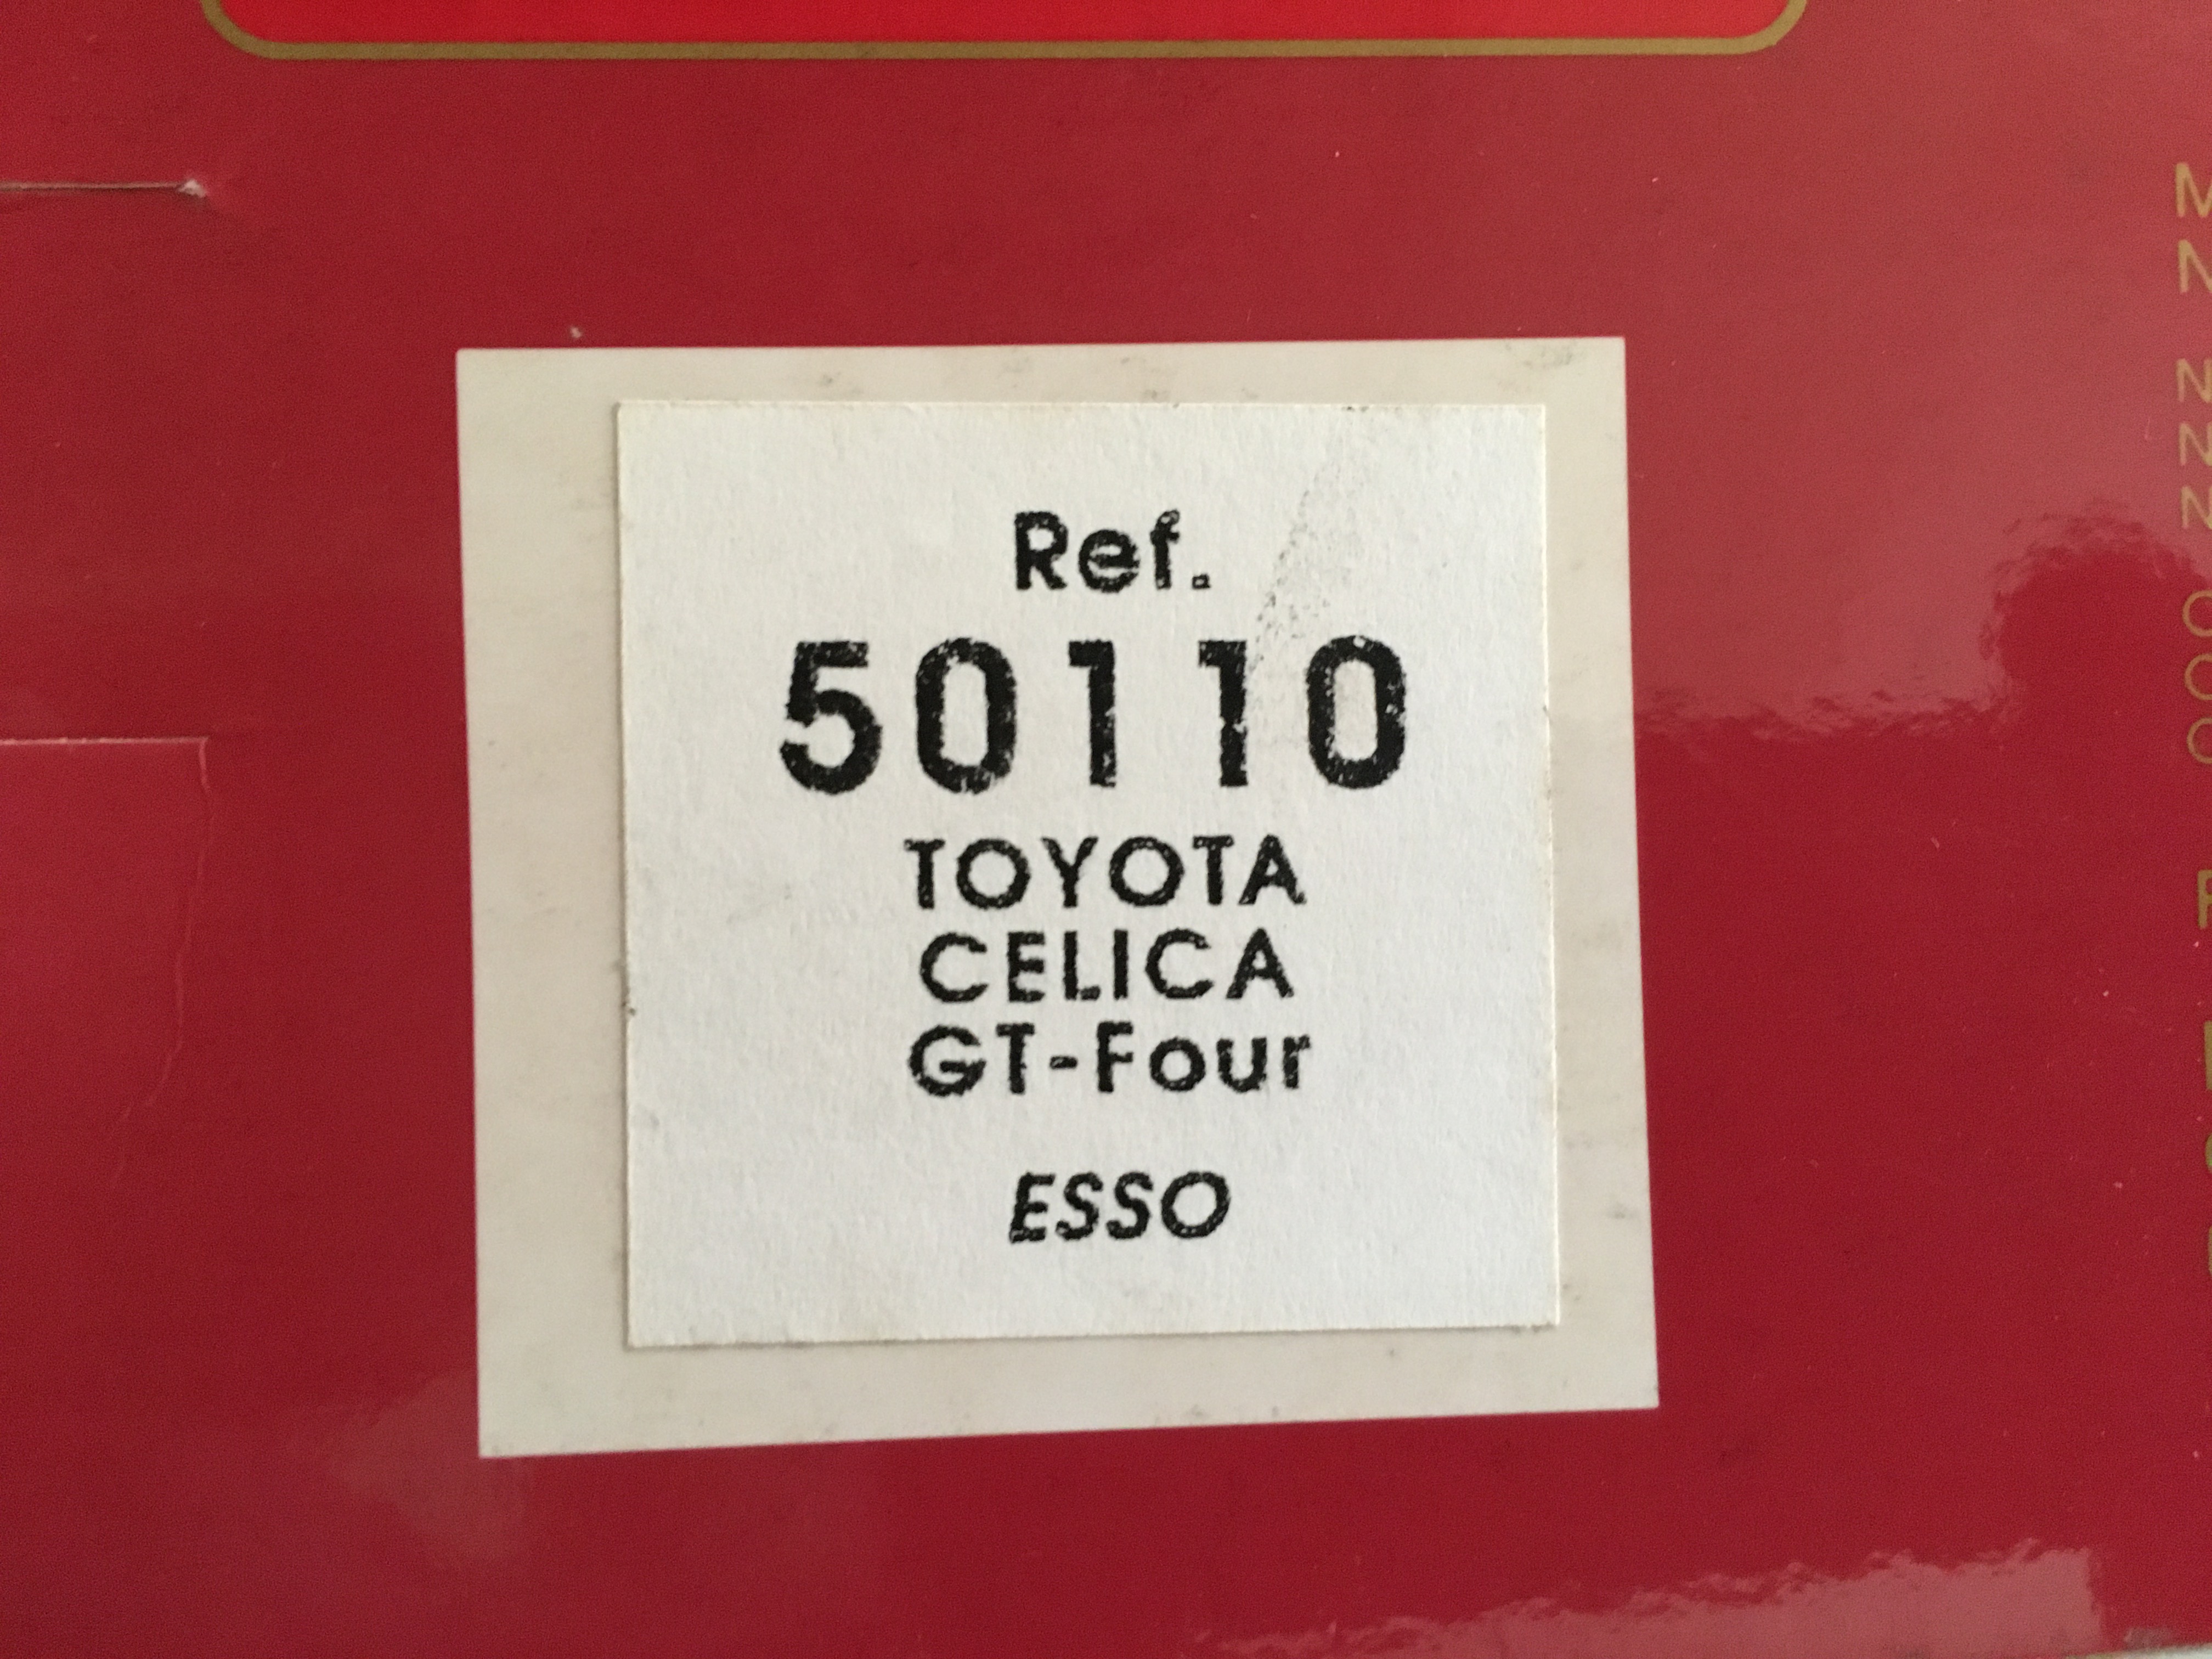 Ref.
50110
TOYOTA
CELICA
GT-Four
ESSO